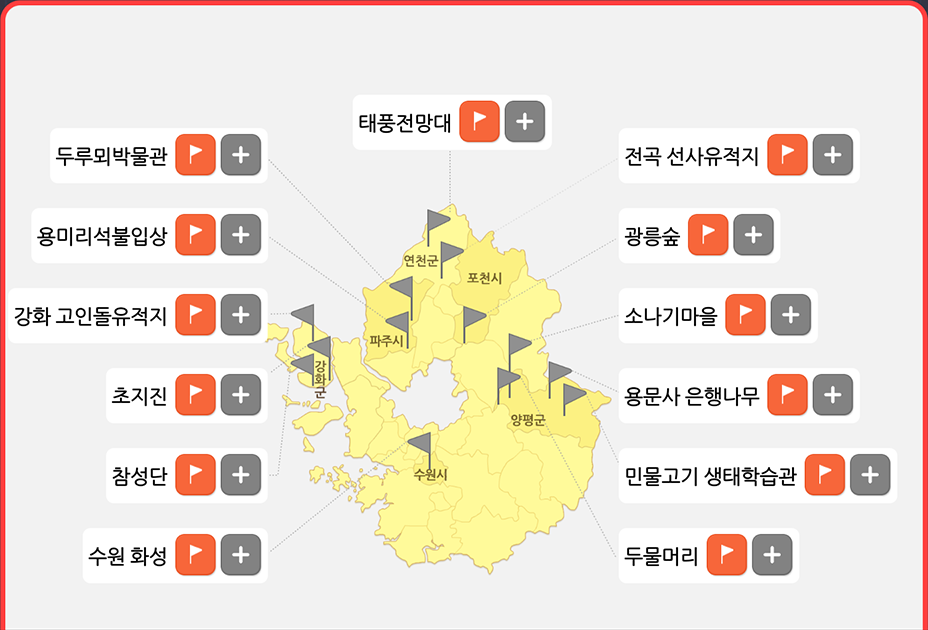 태풍전망대
두루뫼박물관
전곡 선사유적지
용미리석불입상
광릉숲
연천군
포천시
강화 고인돌유적지
소나기마을
파주시
강화군
초지진
용문사 은행나무
양평군
참성단
수원시
민물고기 생태학습관
수원 화성
두물머리